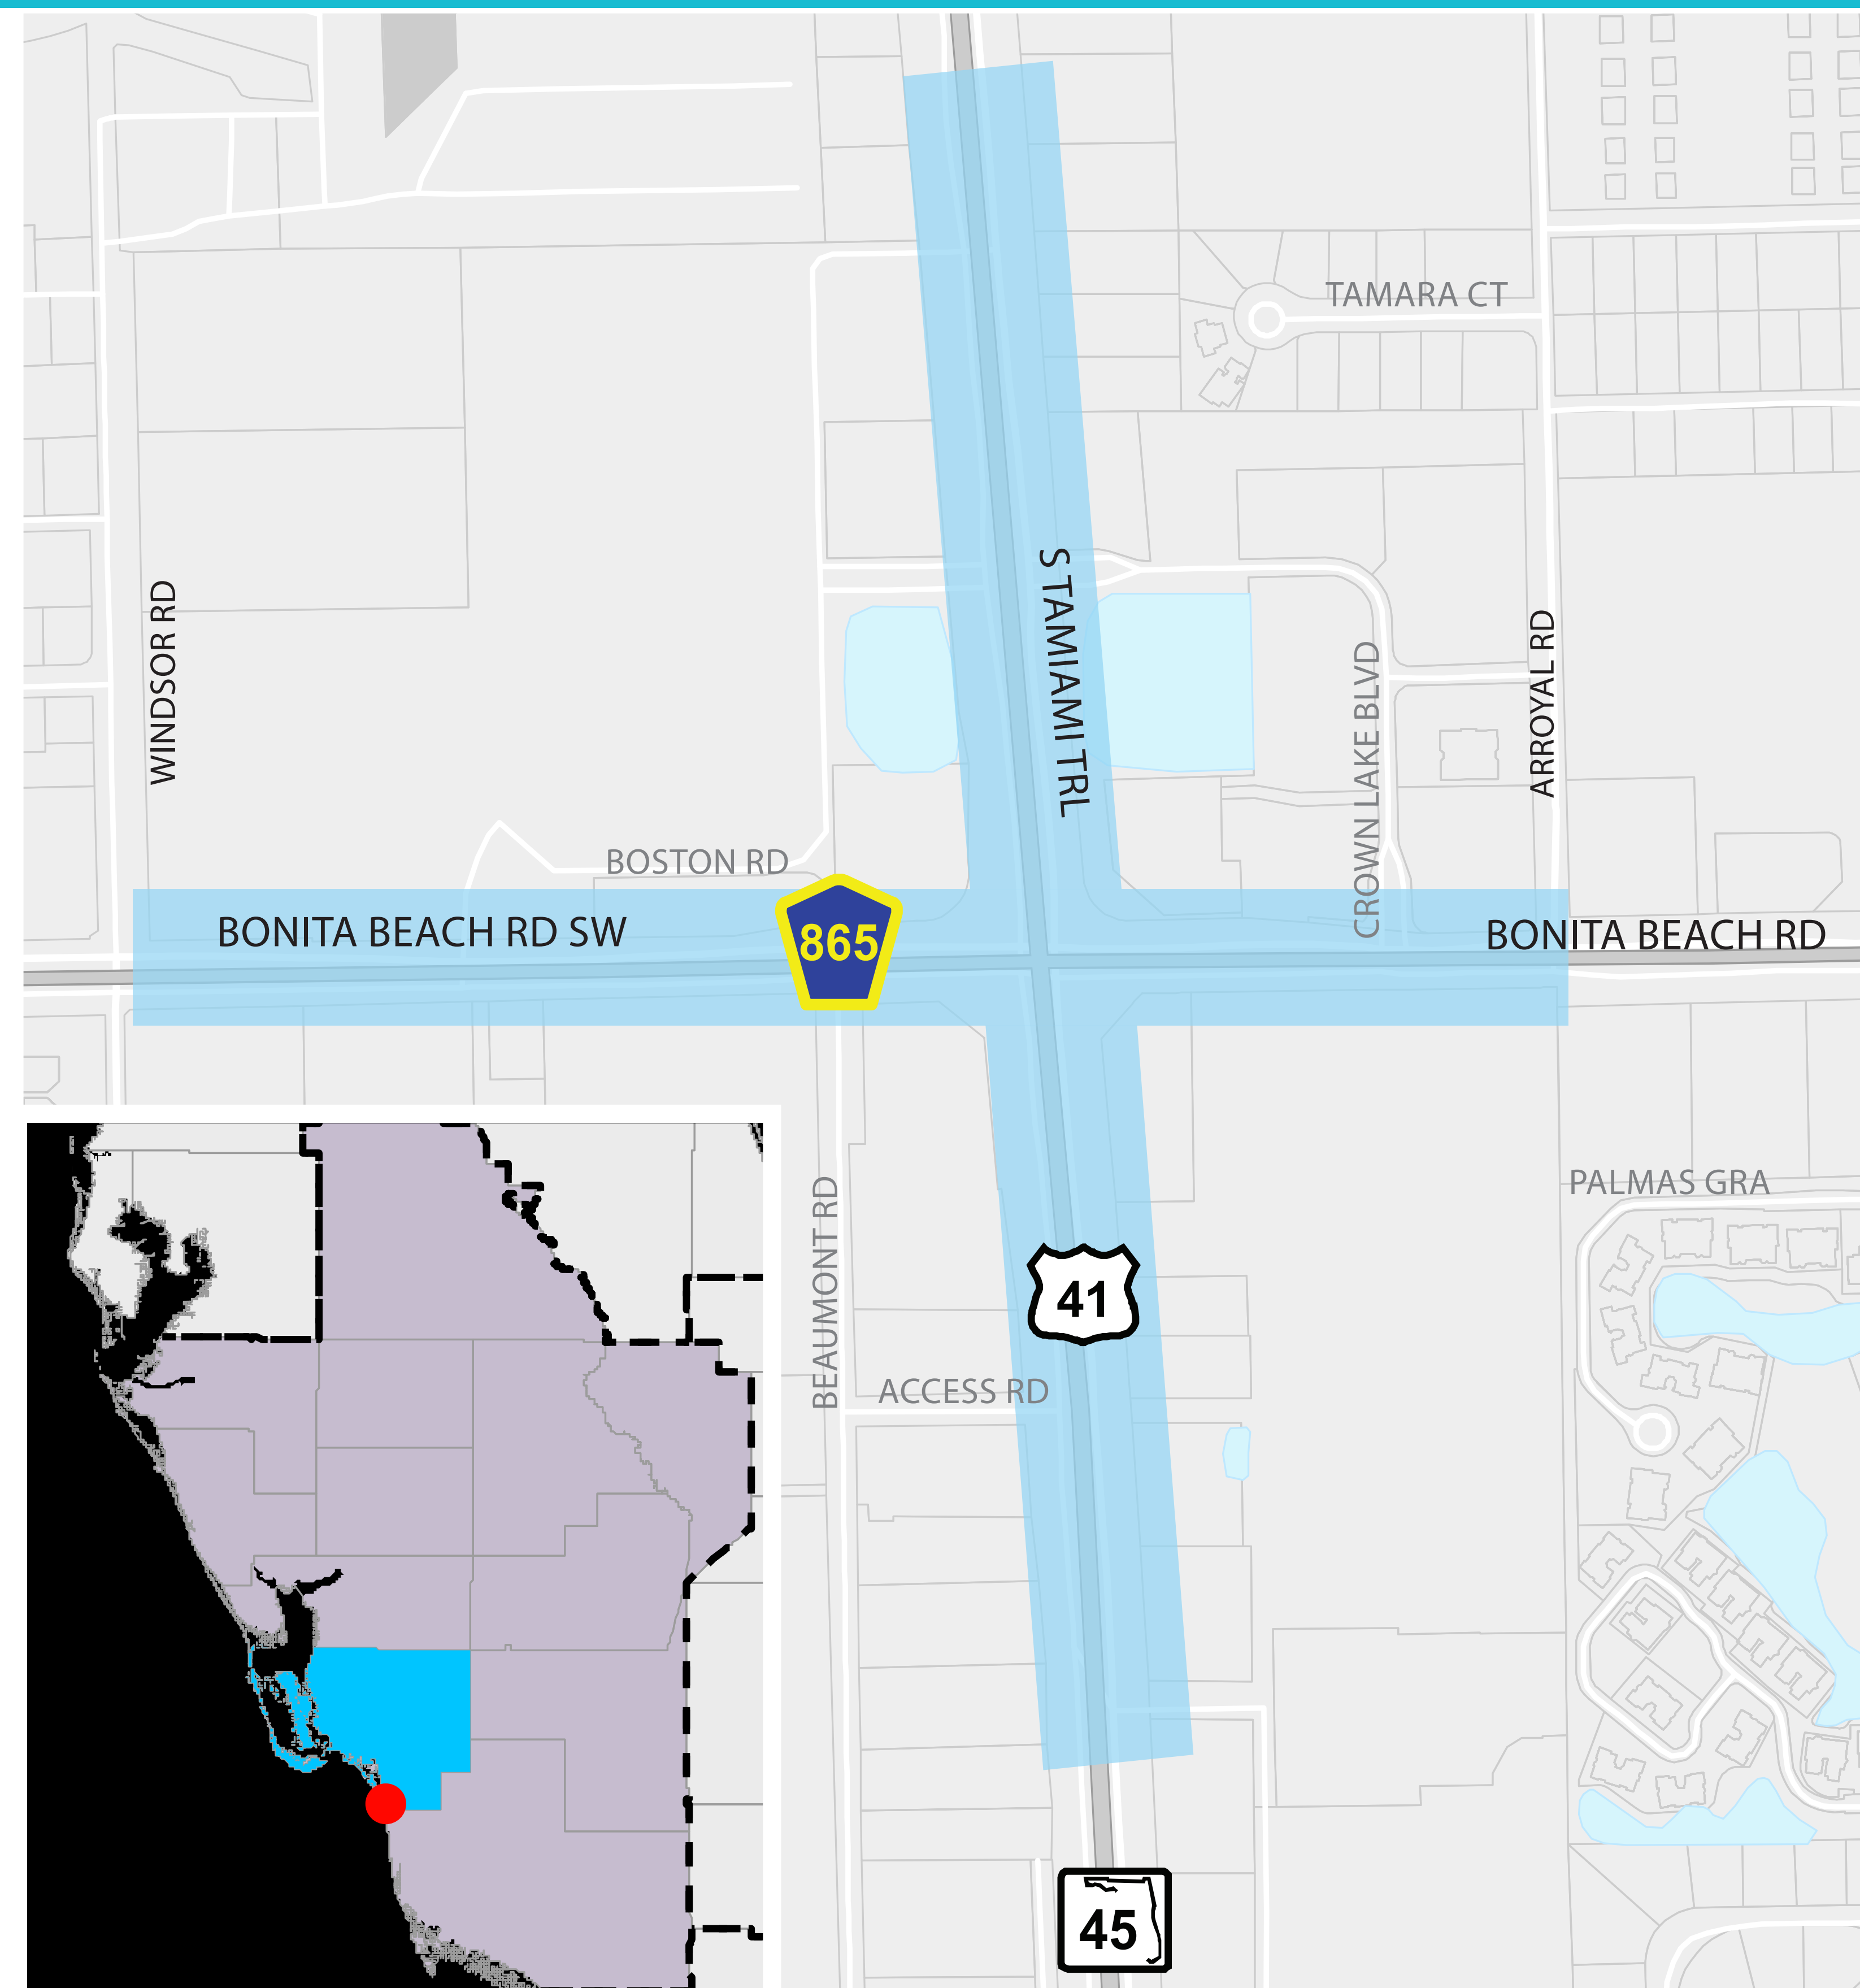 TAMARA CT
S TAMIAMI TRL
WINDSOR RD
CROWN LAKE BLVD
ARROYAL RD
BOSTON RD
BONITA BEACH RD SW
865
BONITA BEACH RD
PALMAS GRA
BEAUMONT RD
41
ACCESS RD
45